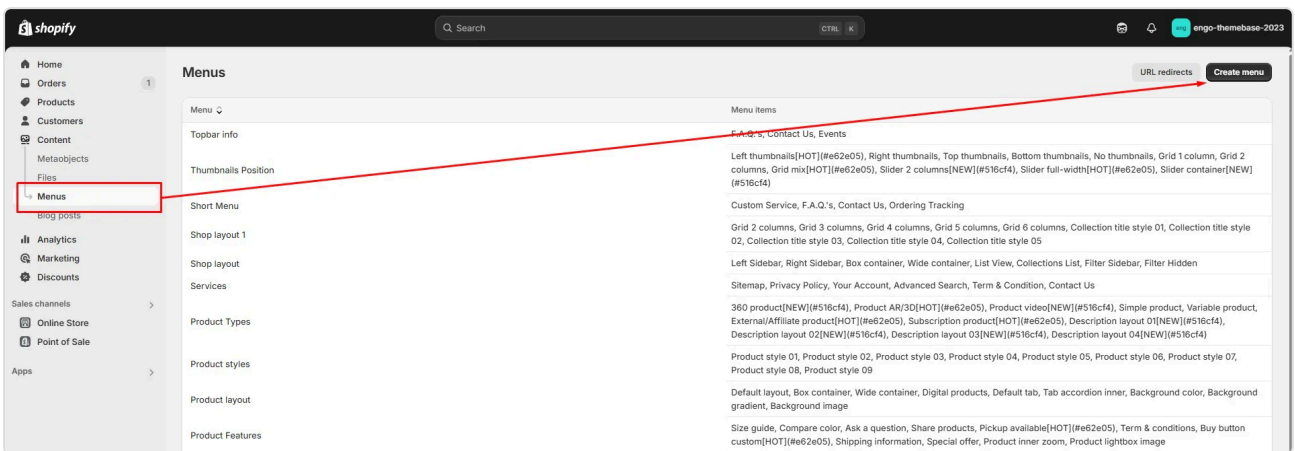 shopify
Search
CTRL K
eng
engo-themebase-2023
Home
Orders 1
Products
Customers
Content
Metaobjects
Files
Menus
Blog posts
Analytics
Marketing
Discounts
Sales channels
Online Store
Point of Sale
Apps
Menus
URL redirects
Create menu
Menu
Menu items
Topbar info
F.A.Q.'s, Contact Us, Events
Thumbnails Position
Left thumbnails[HOT](#e62e05), Right thumbnails, Top thumbnails, Bottom thumbnails, No thumbnails, Grid 1 column, Grid 2
columns, Grid mix[HOT](#e62e05), Slider 2 columns[NEW](#516cf4), Slider full-width[HOT](#e62e05), Slider container[NEW]
(#516cf4)
Short Menu
Custom Service, F.A.Q.'s, Contact Us, Ordering Tracking
Shop layout 1
Grid 2 columns, Grid 3 columns, Grid 4 columns, Grid 5 columns, Grid 6 columns, Collection title style 01, Collection title style
02, Collection title style 03, Collection title style 04, Collection title style 05
Shop layout
Left Sidebar, Right Sidebar, Box container, Wide container, List View, Collections List, Filter Sidebar, Filter Hidden
Services
Sitemap, Privacy Policy, Your Account, Advanced Search, Term & Condition, Contact Us
Product Types
360 product[NEW](#516cf4), Product AR/3D[HOT](#e62e05), Product video[NEW](#516cf4), Simple product, Variable product,
External/Affiliate product[HOT](#e62e05), Subscription product[HOT](#e62e05), Description layout 01[NEW](#516cf4),
Description layout 02[NEW](#516cf4), Description layout 03[NEW](#516cf4), Description layout 04[NEW](#516cf4)
Product styles
Product style 01, Product style 02, Product style 03, Product style 04, Product style 05, Product style 06, Product style 07,
Product style 08, Product style 09
Product layout
Default layout, Box container, Wide container, Digital products, Default tab, Tab accordion inner, Background color, Background
gradient, Background image
Product Features
Size guide, Compare color, Ask a question, Share products, Pickup available[HOT](#e62e05), Term & conditions, Buy button
custom[HOT](#e62e05), Shipping information, Special offer, Product inner zoom, Product lightbox image